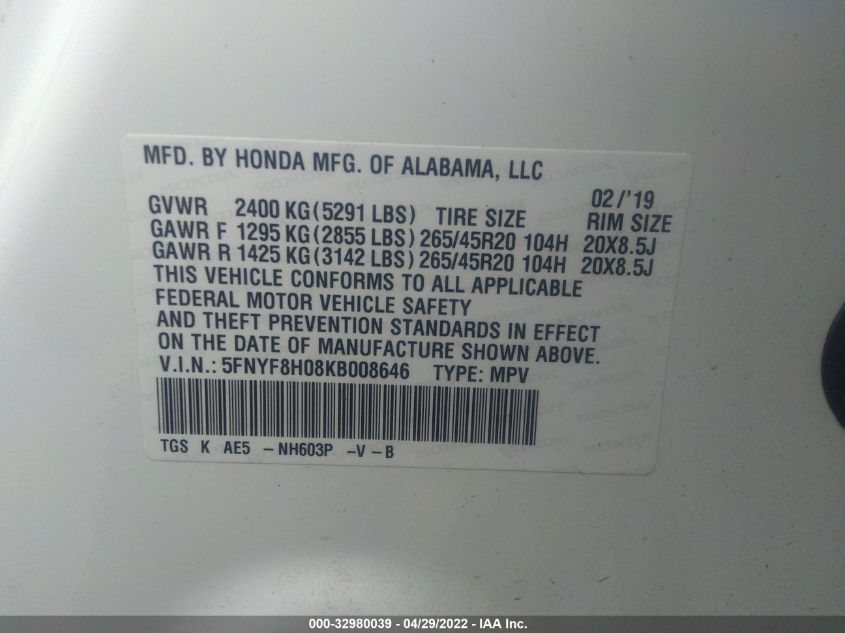 MFD. BY HONDA MFG. OF ALABAMA, LLC
02/'19
GVWR 2400 KG(5291 LBS) TIRE SIZE RIM SIZE
GAWR F 1295 KG(2855 LBS) 265/45R20 104H 20X8.5J
GAWR R 1425 KG(3142 LBS) 265/45R20 104H 20X8.5J
THIS VEHICLE CONFORMS TO ALL APPLICABLE
FEDERAL MOTOR VEHICLE SAFETY
AND THEFT PREVENTION STANDARDS IN EFFECT
ON THE DATE OF MANUFACTURE SHOWN ABOVE.
V.I.N.: 5FNYF8H08KB008646 TYPE: MPV
TGS K AE5 -NH603P -V-B
000-32980039 - 04/29/2022 - IAA Inc.